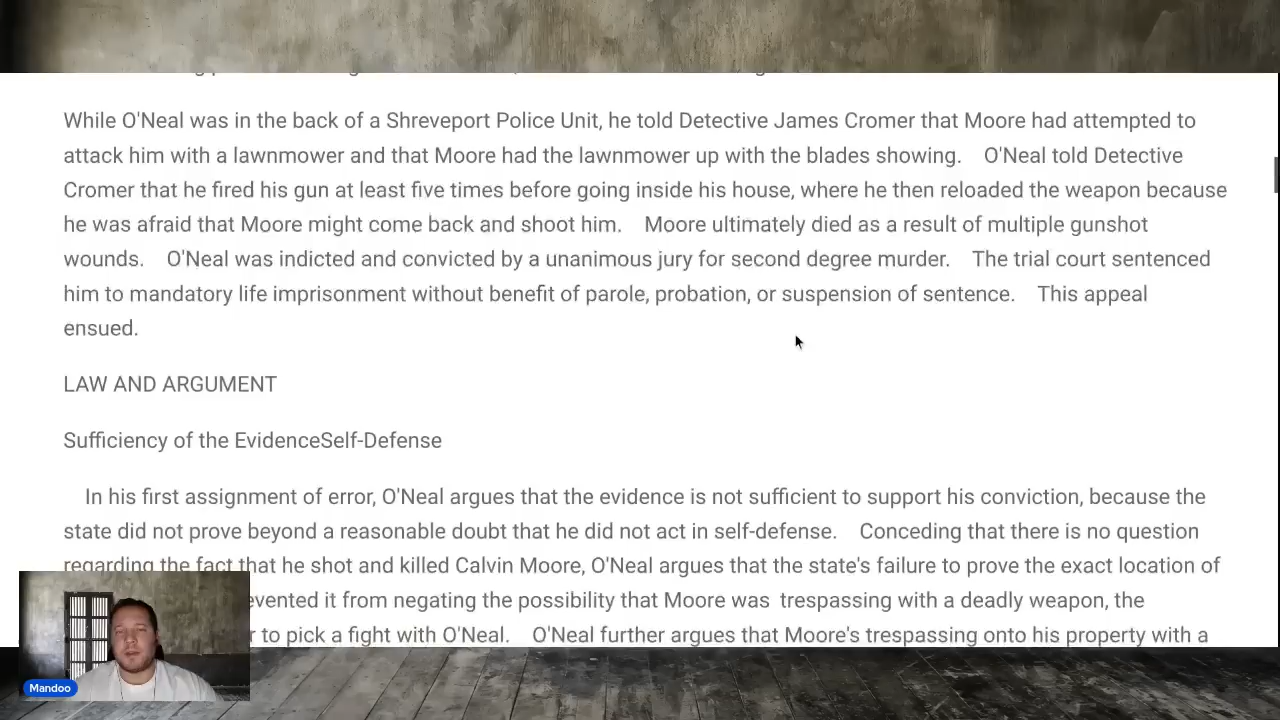 While O'Neal was in the back of a Shreveport Police Unit, he told Detective James Cromer that Moore had attempted to
attack him with a lawnmower and that Moore had the lawnmower up with the blades showing. O'Neal told Detective
Cromer that he fired his gun at least five times before going inside his house, where he then reloaded the weapon because
he was afraid that Moore might come back and shoot him. Moore ultimately died as a result of multiple gunshot
wounds. O'Neal was indicted and convicted by a unanimous jury for second degree murder. The trial court sentenced
him to mandatory life imprisonment without benefit of parole, probation, or suspension of sentence. This appeal
ensued.
LAW AND ARGUMENT
Sufficiency of the EvidenceSelf-Defense
In his first assignment of error, O'Neal argues that the evidence is not sufficient to support his conviction, because the
state did not prove beyond a reasonable doubt that he did not act in self-defense. Conceding that there is no question
regarding the fact that he shot and killed Calvin Moore, O'Neal argues that the state's failure to prove the exact location of
it from negating the possibility that Moore was trespassing with a deadly weapon, the
to pick a fight with O'Neal. O'Neal further argues that Moore's trespassing onto his property with a
Mandoo